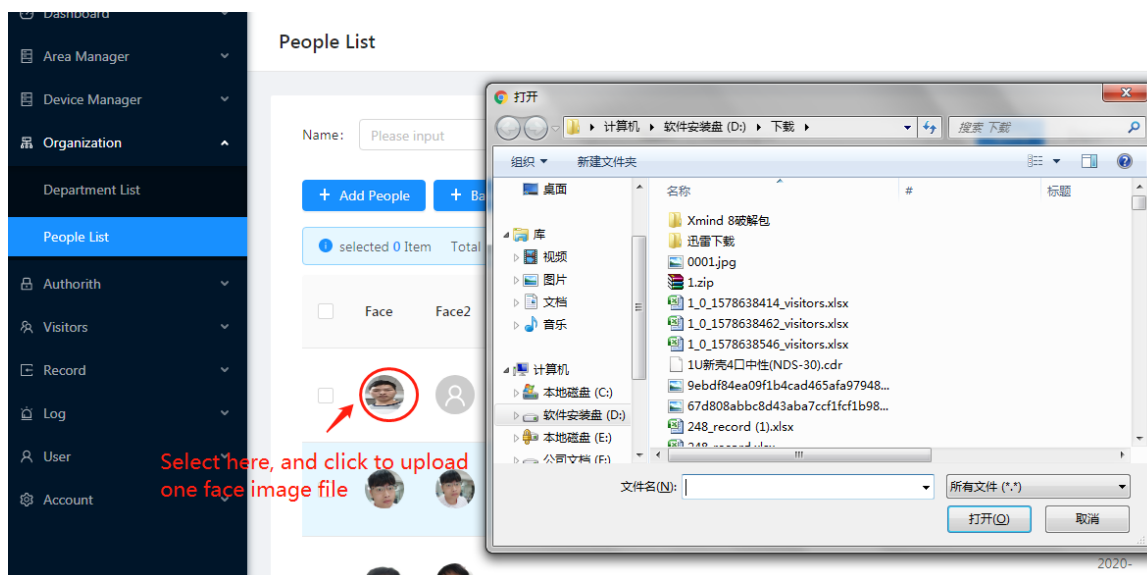 Dashboard
Area Manager
Device Manager
Organization
Department List
People List
Authorith
Visitors
Record
Log
User
Account
People List
Name:
Please input
+ Add People
+ Ba
selected 0 Item Total
Face
Face2
Select here, and click to upload
one face image file
打开
计算机
软件安装盘 (D:)
下载
搜索 下载
组织
新建文件夹
桌面
库
视频
图片
文档
音乐
计算机
本地磁盘 (C:)
软件安装盘 (D:)
本地磁盘 (E:)
公司文档 (F:)
名称
#
标题
Xmind 8破解包
迅雷下载
0001.jpg
1.zip
1_0_1578638414_visitors.xlsx
1_0_1578638462_visitors.xlsx
1_0_1578638546_visitors.xlsx
1U新壳4口中性(NDS-30).cdr
9ebdf84ea09f1b4cad465afa97948...
67d808abbc8d43aba7ccf1fcf1b98...
248_record (1).xlsx
248_record.xlsx
文件名(N):
所有文件 (*.*)
打开(O)
取消
2020-